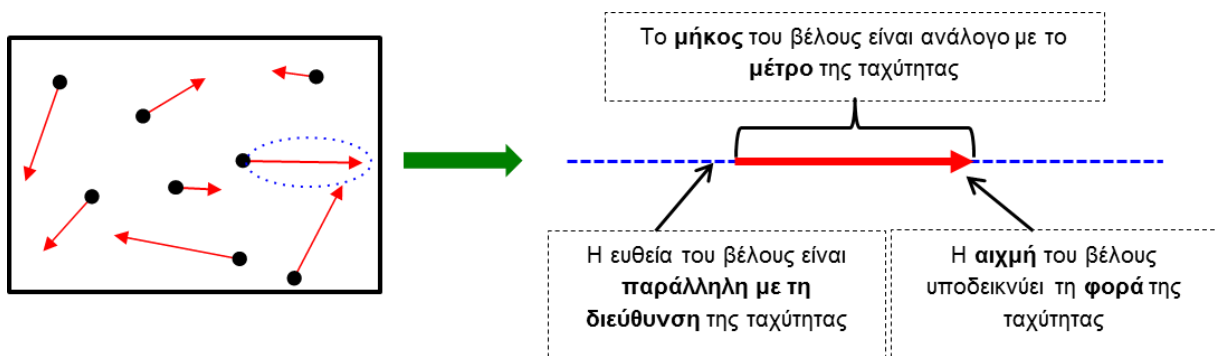 Το μήκος του βέλους είναι ανάλογο με το
μέτρο της ταχύτητας
Η ευθεία του βέλους είναι
παράλληλη με τη
διεύθυνση της ταχύτητας
Η αιχμή του βέλους
υποδεικνύει τη φορά της
ταχύτητας